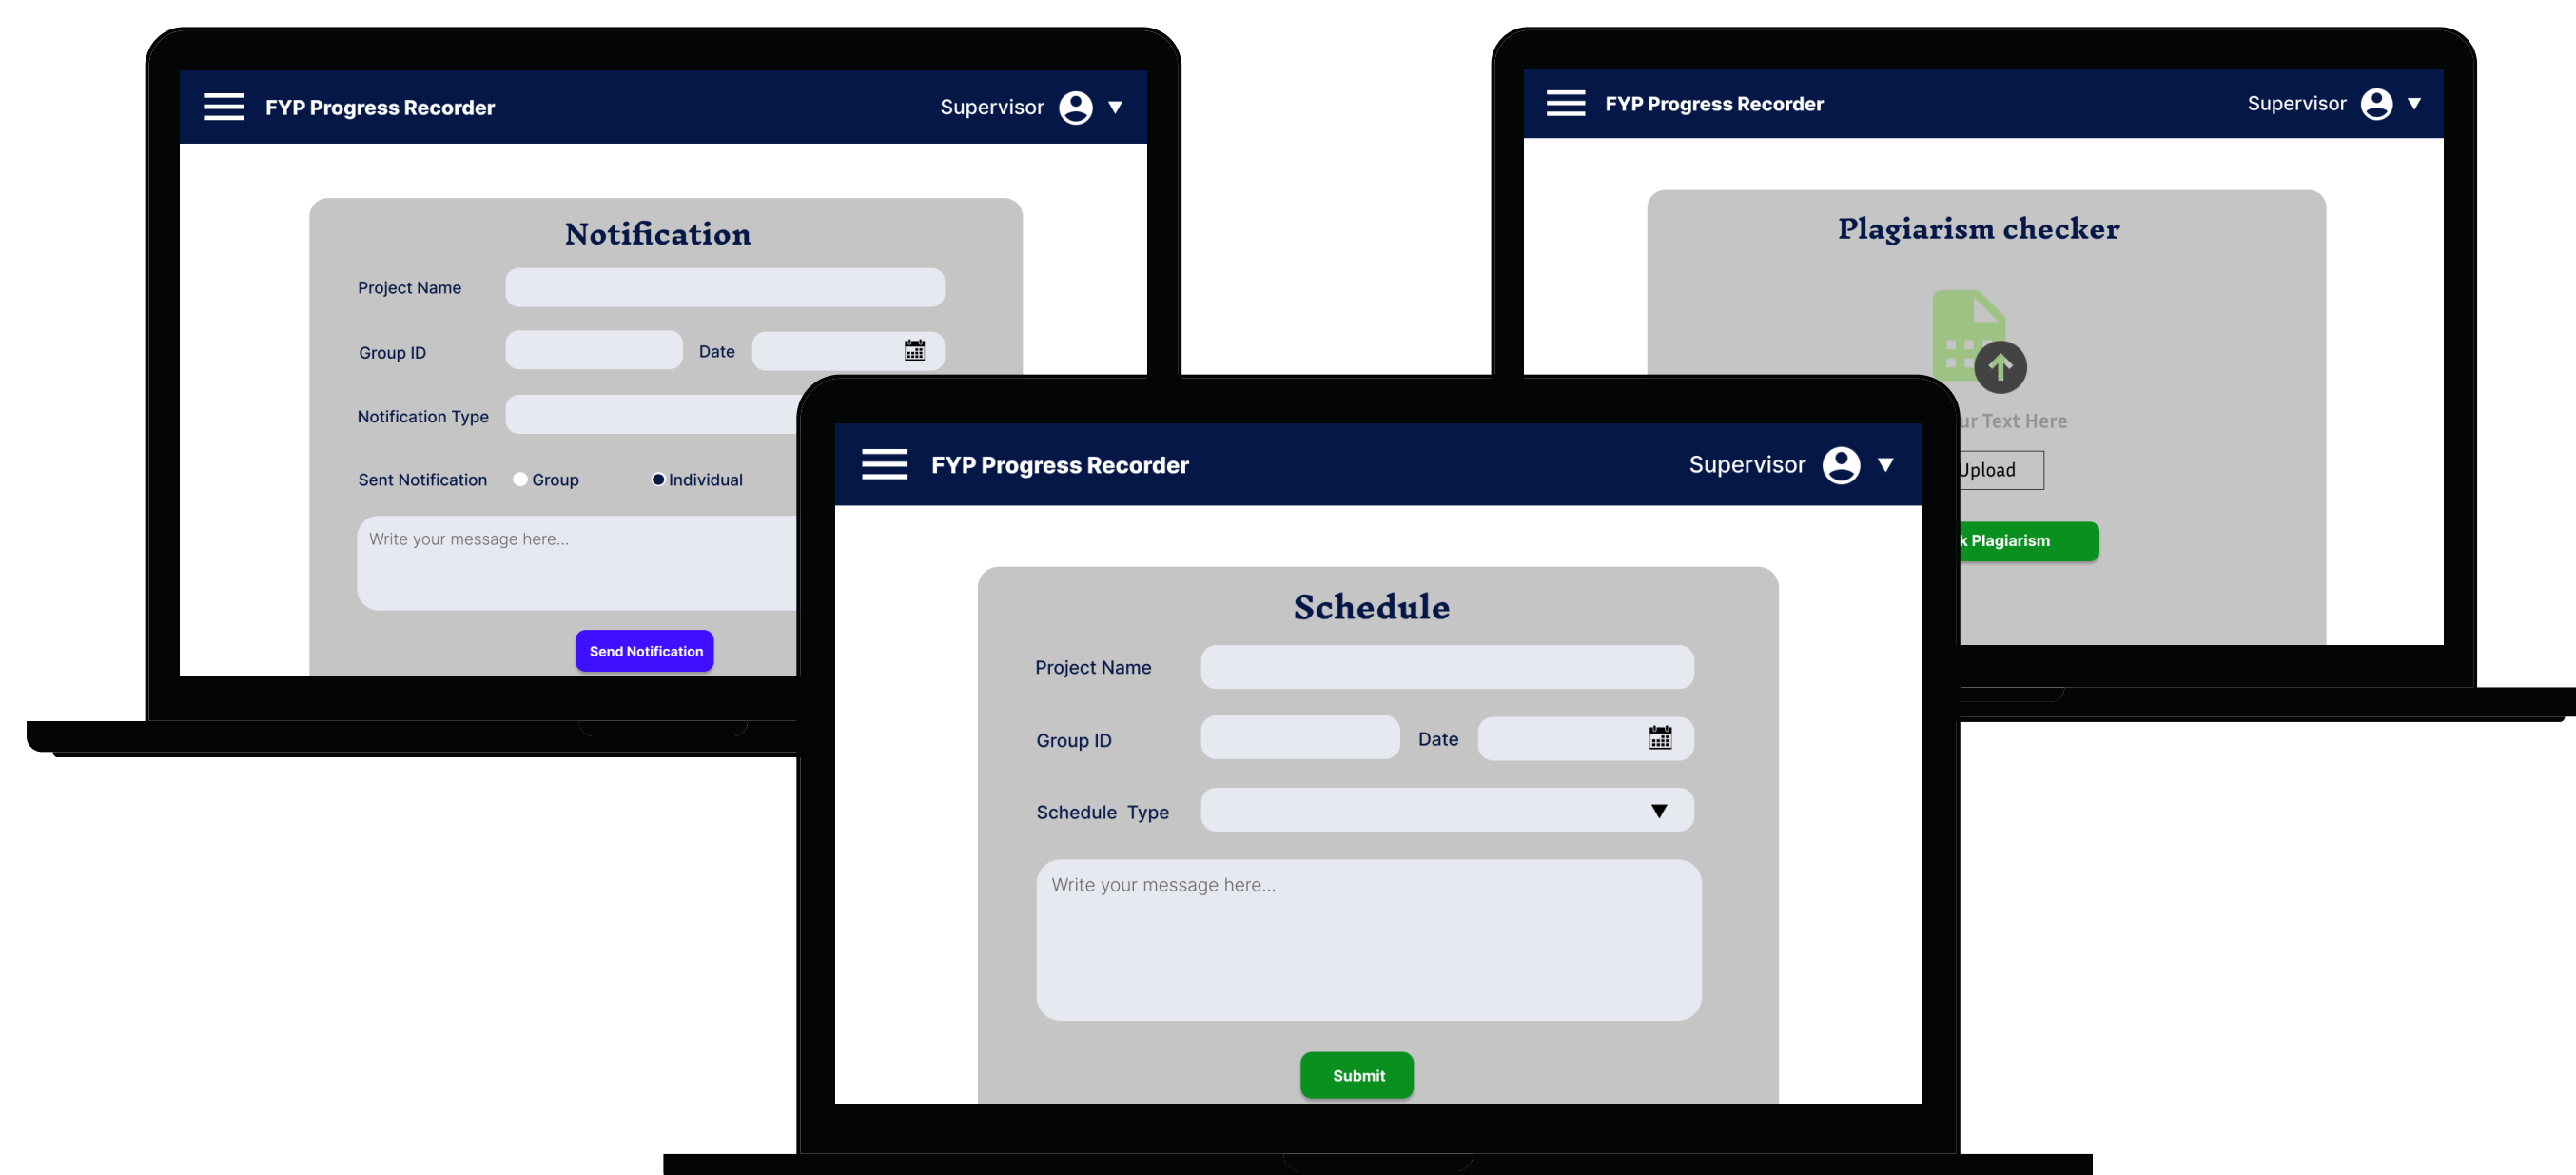 FYP Progress Recorder
Supervisor
Notification
Project Name
Group ID
Date
Notification Type
Sent Notification
Group
Individual
Write your message here...
Send Notification
FYP Progress Recorder
Supervisor
Plagiarism checker
Text Here
Upload
Plagiarism
FYP Progress Recorder
Supervisor
Schedule
Project Name
Group ID
Date
Schedule Type
Write your message here...
Submit